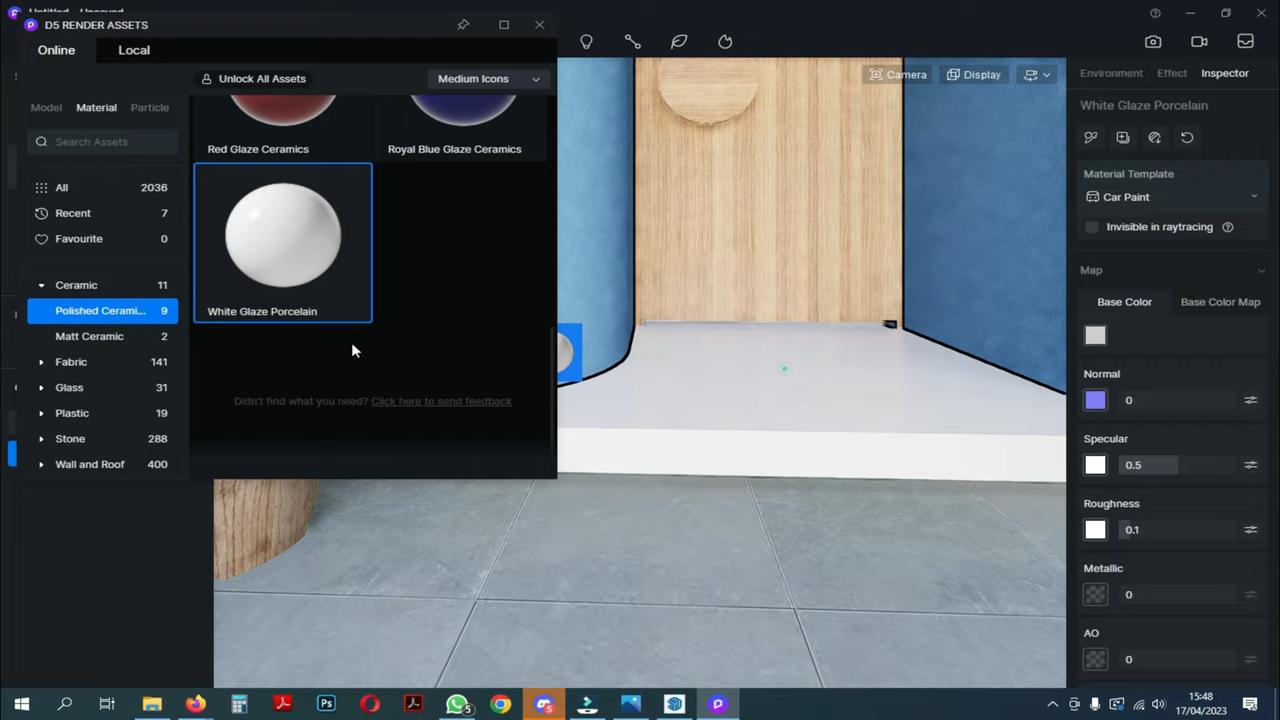 D5 RENDER ASSETS
Online
Local
Unlock All Assets
Medium Icons
Model
Material
Particle
Search Assets
All 2036
Recent 7
Favourite 0
Ceramic 11
Polished Cerami... 9
Matt Ceramic 2
Fabric 141
Glass 31
Plastic 19
Stone 288
Wall and Roof 400
Red Glaze Ceramics
Royal Blue Glaze Ceramics
White Glaze Porcelain
Didn't find what you need? Click here to send feedback
Camera
Display
Environment
Effect
Inspector
White Glaze Porcelain
Material Template
Car Paint
Invisible in raytracing
Map
Base Color
Base Color Map
Normal
0
Specular
0.5
Roughness
0.1
Metallic
0
AO
0
Ps
5
5
15:48
17/04/2023